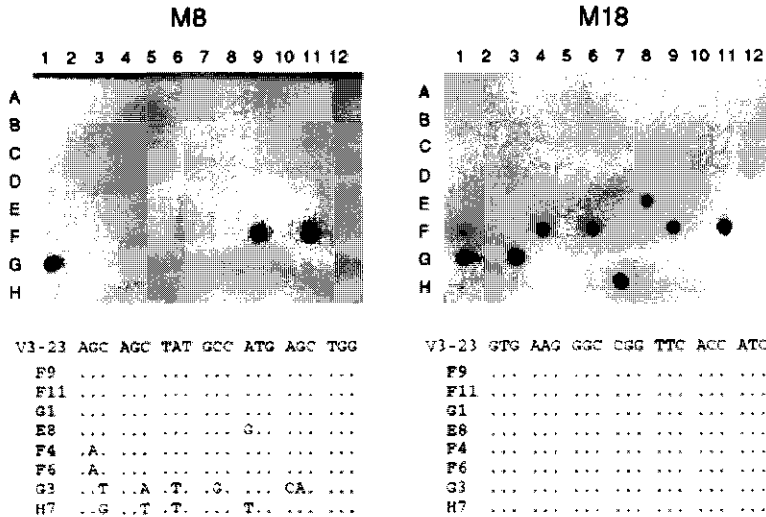 M8
1 2 3 4 5 6 7 8 9 10 11 12
A
B
C
D
E
F
G
H
V3-23 AGC AGC TAT GCC ATG AGC TGG
F9 ... ... ... ... ... ... ...
F11 ... ... ... ... ... ... ...
G1 ... ... ... ... ... ... ...
E8 ... ... ... ... G.. ... ...
F4 .A. ... ... ... ... ... ...
F6 .A. ... ... ... ... ... ...
G3 ..T ..A .T. .G. ... CA. ...
H7 ..G ..T .T. ... T.. ... ...
M18
1 2 3 4 5 6 7 8 9 10 11 12
A
B
C
D
E
F
G
H
V3-23 GTG AAG GGC CGG TTC ACC ATC
F9 ... ... ... ... ... ... ...
F11 ... ... ... ... ... ... ...
G1 ... ... ... ... ... ... ...
E8 ... ... ... ... ... ... ...
F4 ... ... ... ... ... ... ...
F6 ... ... ... ... ... ... ...
G3 ... ... ... ... ... ... ...
H7 ... ... ... ... ... ... ...